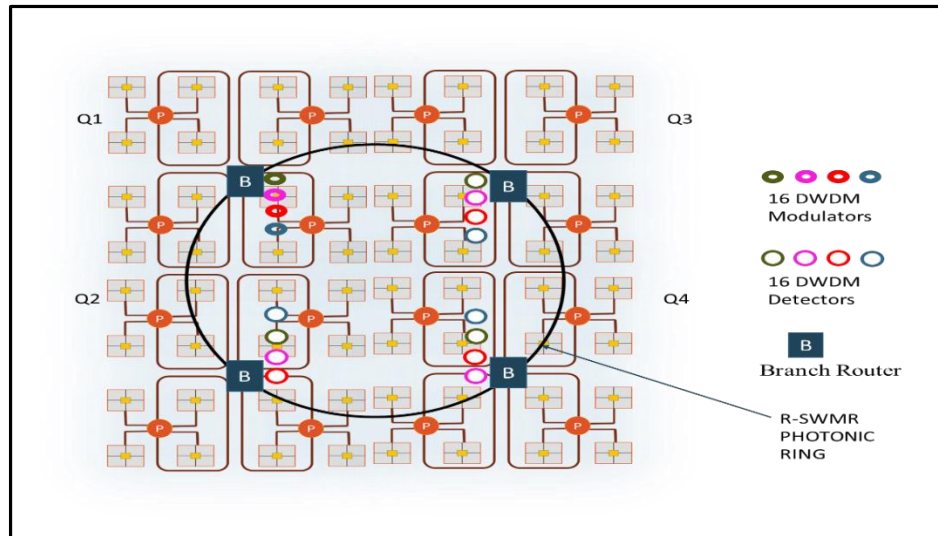 Q1
Q3
P P P P
B B
P P P P
16 DWDM
Modulators
Q2
Q4
P P P P
16 DWDM
Detectors
B
Branch Router
B B
P P P P
R-SWMR
PHOTONIC
RING